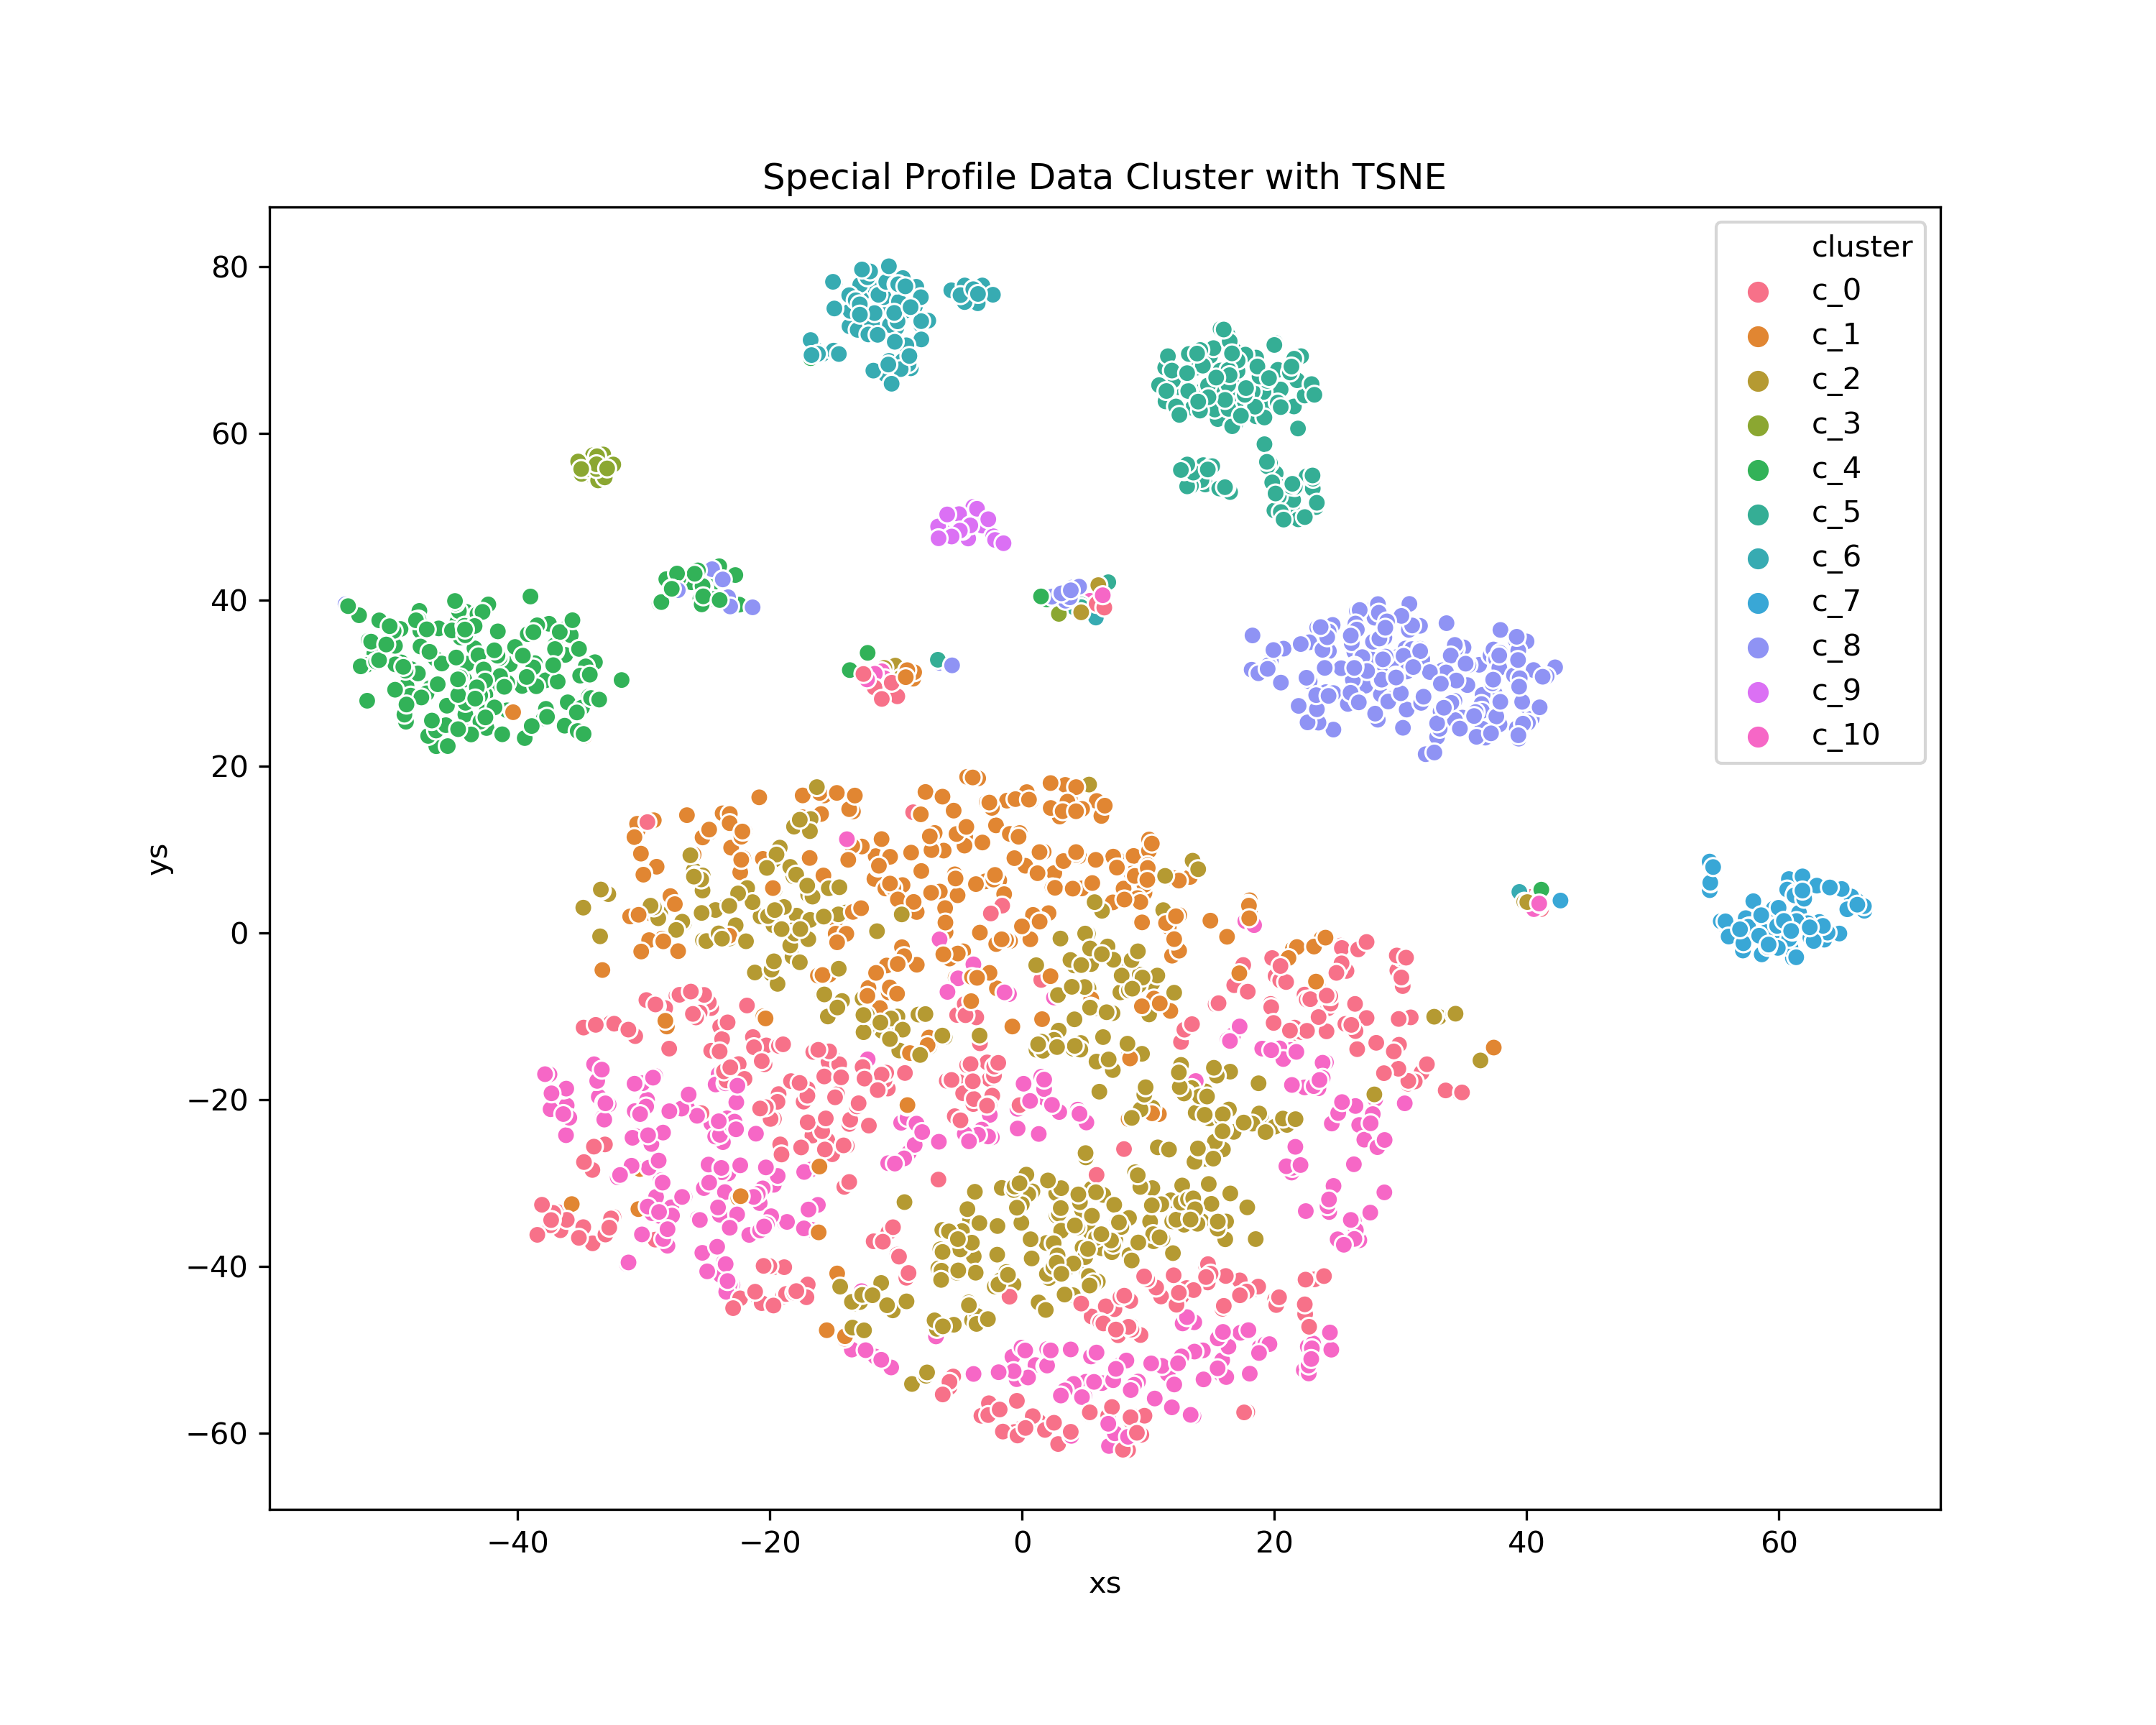 Special Profile Data Cluster with TSNE
cluster
c_0
c_1
c_2
c_3
c_4
c_5
c_6
c_7
c_8
c_9
c_10
80
60
40
20
0
−20
−40
−60
ys
−40 −20 0 20 40 60
xs